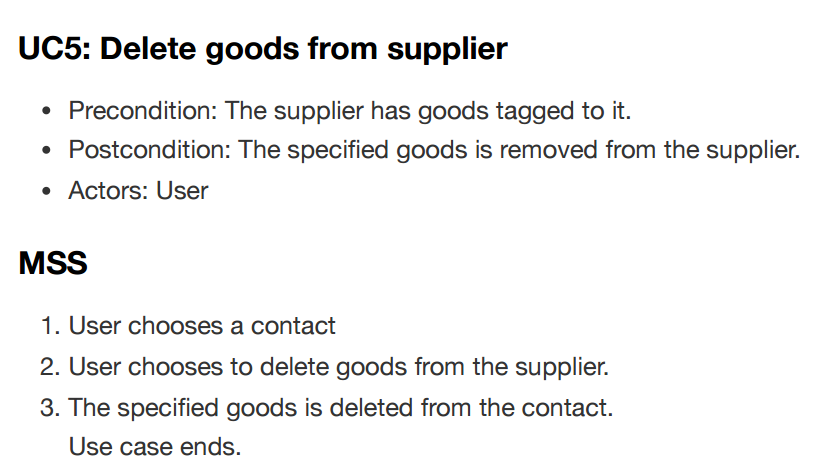 UC5: Delete goods from supplier
• Precondition: The supplier has goods tagged to it.
• Postcondition: The specified goods is removed from the supplier.
• Actors: User
MSS
1. User chooses a contact
2. User chooses to delete goods from the supplier.
3. The specified goods is deleted from the contact.
Use case ends.